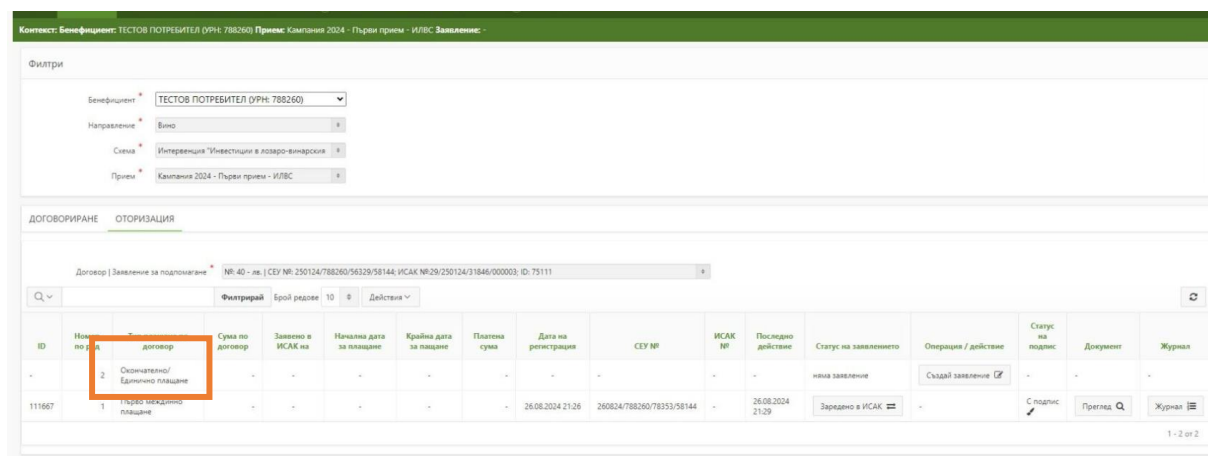 Контекст: Бенефициент: ТЕСТОВ ПОТРЕБИТЕЛ (УРН: 788260) Прием: Кампания 2024 - Първи прием - ИЛВС Заявление: -
Филтри
Бенефициент * ТЕСТОВ ПОТРЕБИТЕЛ (УРН: 788260)
Направление * Вино
Схема * Интервенция "Инвестиции в лозаро-винарския
Прием * Кампания 2024 - Първи прием - ИЛВС
ДОГОВОРИРАНЕ ОТОРИЗАЦИЯ
Договор | Заявление за подпомагане * №: 40 - лв. | СЕУ №: 250124/788260/56329/58144; ИСАК №:29/250124/31846/000003; ID: 75111
Филтрирай Брой редове 10 Действия
ID Номер по ред договор Сума по договор Заявено в ИСАК на Начална дата за плащане Крайна дата за пащане Платена сума Дата на регистрация СЕУ № ИСАК № Последно действие Статус на заявлението Операция / действие Статус на подпис Документ Журнал
- 2 Окончателно/ Единично плащане - - - - - - - - - няма заявление Създай заявление - - -
111667 1 Първо междинно плащане - - - - - 26.08.2024 21:26 260824/788260/78353/58144 - 26.08.2024 21:29 Заредено в ИСАК - С подпис Преглед Журнал
1 - 2 от 2